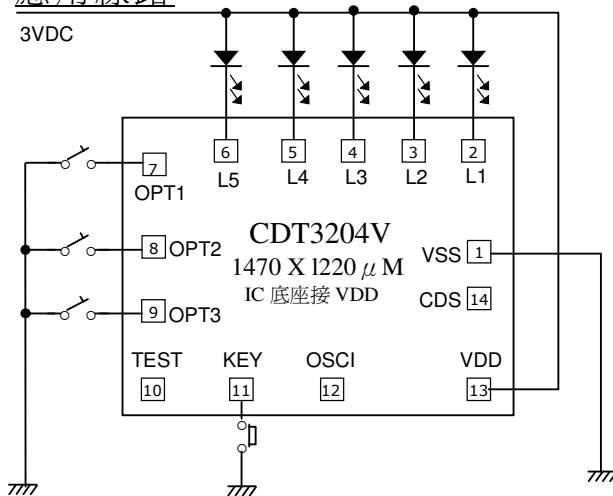 應用線路
3VDC
6 5 4 3 2
L5 L4 L3 L2 L1
7
OPT1
8 OPT2
9 OPT3
CDT3204V
1470 X 1220 μ M
IC 底座接 VDD
VSS 1
CDS 14
TEST KEY OSCI VDD
10 11 12 13